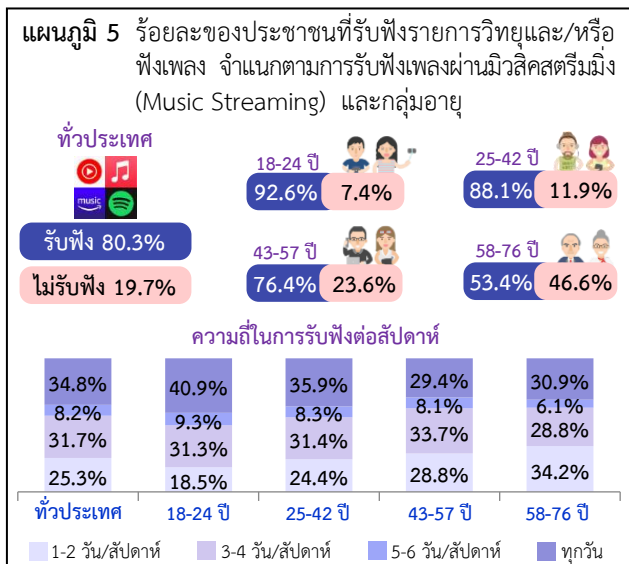 แผนภูมิ 5 ร้อยละของประชาชนที่รับฟังรายการวิทยุและ/หรือ
ฟังเพลง จำแนกตามการรับฟังเพลงผ่านมิวสิคสตรีมมิ่ง
(Music Streaming) และกลุ่มอายุ
ทั่วประเทศ
music
รับฟัง 80.3%
ไม่รับฟัง 19.7%
18-24 ปี
92.6% 7.4%
25-42 ปี
88.1% 11.9%
43-57 ปี
76.4% 23.6%
58-76 ปี
53.4% 46.6%
ความถี่ในการรับฟังต่อสัปดาห์
34.8% 40.9% 35.9% 29.4% 30.9%
8.2% 9.3% 8.3% 8.1% 6.1%
31.7% 31.3% 31.4% 33.7% 28.8%
25.3% 18.5% 24.4% 28.8% 34.2%
ทั่วประเทศ 18-24 ปี 25-42 ปี 43-57 ปี 58-76 ปี
1-2 วัน/สัปดาห์ 3-4 วัน/สัปดาห์ 5-6 วัน/สัปดาห์ ทุกวัน